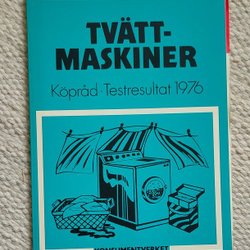 TVÄTT-
MASKINER
Köpråd · Testresultat 1976
KONSUMENTVERKET